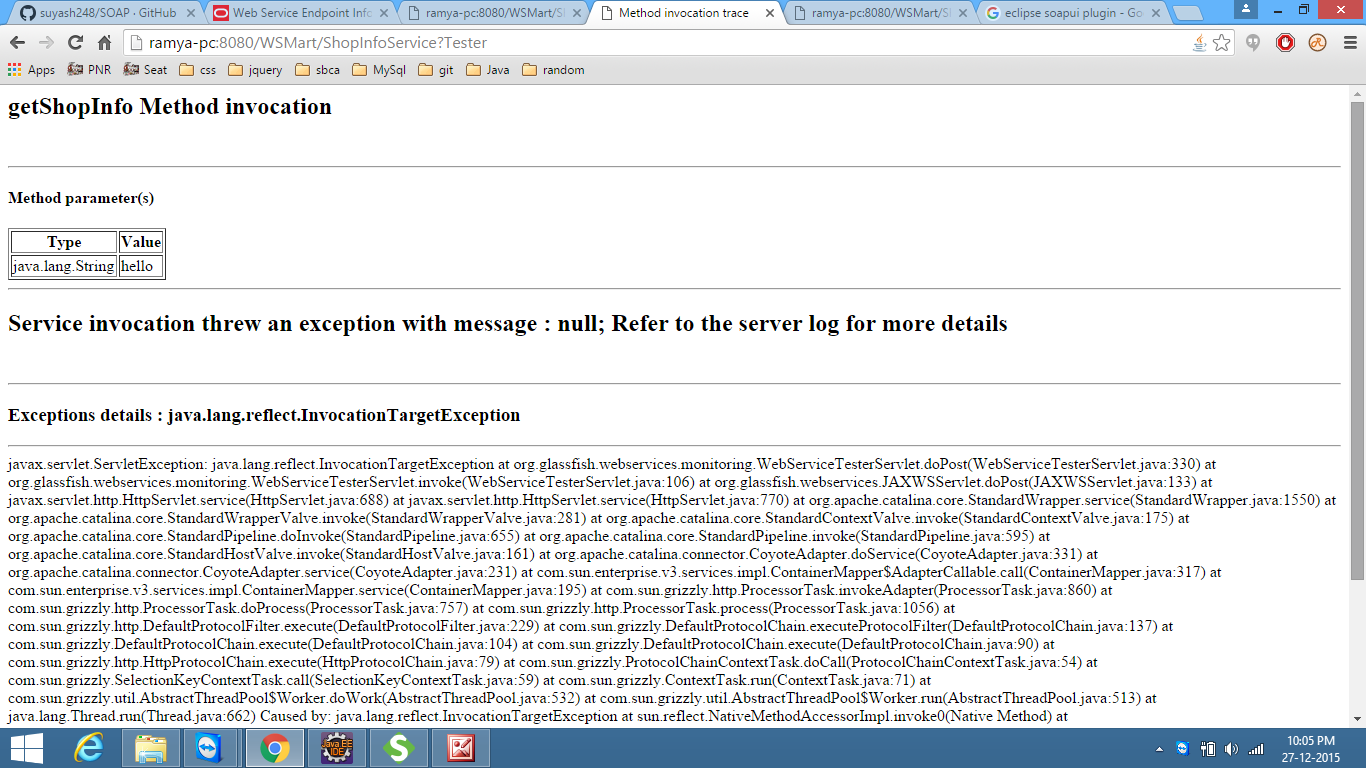 suyash248/SOAP · GitHub
Web Service Endpoint Info
ramya-pc:8080/WSMart/Sh
Method invocation trace
ramya-pc:8080/WSMart/Sh
eclipse soapui plugin - Go
ramya-pc:8080/WSMart/ShopInfoService?Tester
Apps PNR Seat css jquery sbca MySql git Java random
getShopInfo Method invocation
Method parameter(s)
Type Value
java.lang.String hello
Service invocation threw an exception with message : null; Refer to the server log for more details
Exceptions details : java.lang.reflect.InvocationTargetException
javax.servlet.ServletException: java.lang.reflect.InvocationTargetException at org.glassfish.webservices.monitoring.WebServiceTesterServlet.doPost(WebServiceTesterServlet.java:330) at
org.glassfish.webservices.monitoring.WebServiceTesterServlet.invoke(WebServiceTesterServlet.java:106) at org.glassfish.webservices.JAXWSServlet.doPost(JAXWSServlet.java:133) at
javax.servlet.http.HttpServlet.service(HttpServlet.java:688) at javax.servlet.http.HttpServlet.service(HttpServlet.java:770) at org.apache.catalina.core.StandardWrapper.service(StandardWrapper.java:1550) at
org.apache.catalina.core.StandardWrapperValve.invoke(StandardWrapperValve.java:281) at org.apache.catalina.core.StandardContextValve.invoke(StandardContextValve.java:175) at
org.apache.catalina.core.StandardPipeline.doInvoke(StandardPipeline.java:655) at org.apache.catalina.core.StandardPipeline.invoke(StandardPipeline.java:595) at
org.apache.catalina.core.StandardHostValve.invoke(StandardHostValve.java:161) at org.apache.catalina.connector.CoyoteAdapter.doService(CoyoteAdapter.java:331) at
org.apache.catalina.connector.CoyoteAdapter.service(CoyoteAdapter.java:231) at com.sun.enterprise.v3.services.impl.ContainerMapper$AdapterCallable.call(ContainerMapper.java:317) at
com.sun.enterprise.v3.services.impl.ContainerMapper.service(ContainerMapper.java:195) at com.sun.grizzly.http.ProcessorTask.invokeAdapter(ProcessorTask.java:860) at
com.sun.grizzly.http.ProcessorTask.doProcess(ProcessorTask.java:757) at com.sun.grizzly.http.ProcessorTask.process(ProcessorTask.java:1056) at
com.sun.grizzly.http.DefaultProtocolFilter.execute(DefaultProtocolFilter.java:229) at com.sun.grizzly.DefaultProtocolChain.executeProtocolFilter(DefaultProtocolChain.java:137) at
com.sun.grizzly.DefaultProtocolChain.execute(DefaultProtocolChain.java:104) at com.sun.grizzly.DefaultProtocolChain.execute(DefaultProtocolChain.java:90) at
com.sun.grizzly.http.HttpProtocolChain.execute(HttpProtocolChain.java:79) at com.sun.grizzly.ProtocolChainContextTask.doCall(ProtocolChainContextTask.java:54) at
com.sun.grizzly.SelectionKeyContextTask.call(SelectionKeyContextTask.java:59) at com.sun.grizzly.ContextTask.run(ContextTask.java:71) at
com.sun.grizzly.util.AbstractThreadPool$Worker.doWork(AbstractThreadPool.java:532) at com.sun.grizzly.util.AbstractThreadPool$Worker.run(AbstractThreadPool.java:513) at
java.lang.Thread.run(Thread.java:662) Caused by: java.lang.reflect.InvocationTargetException at sun.reflect.NativeMethodAccessorImpl.invoke0(Native Method) at
Java EE
IDE
10:05 PM
27-12-2015